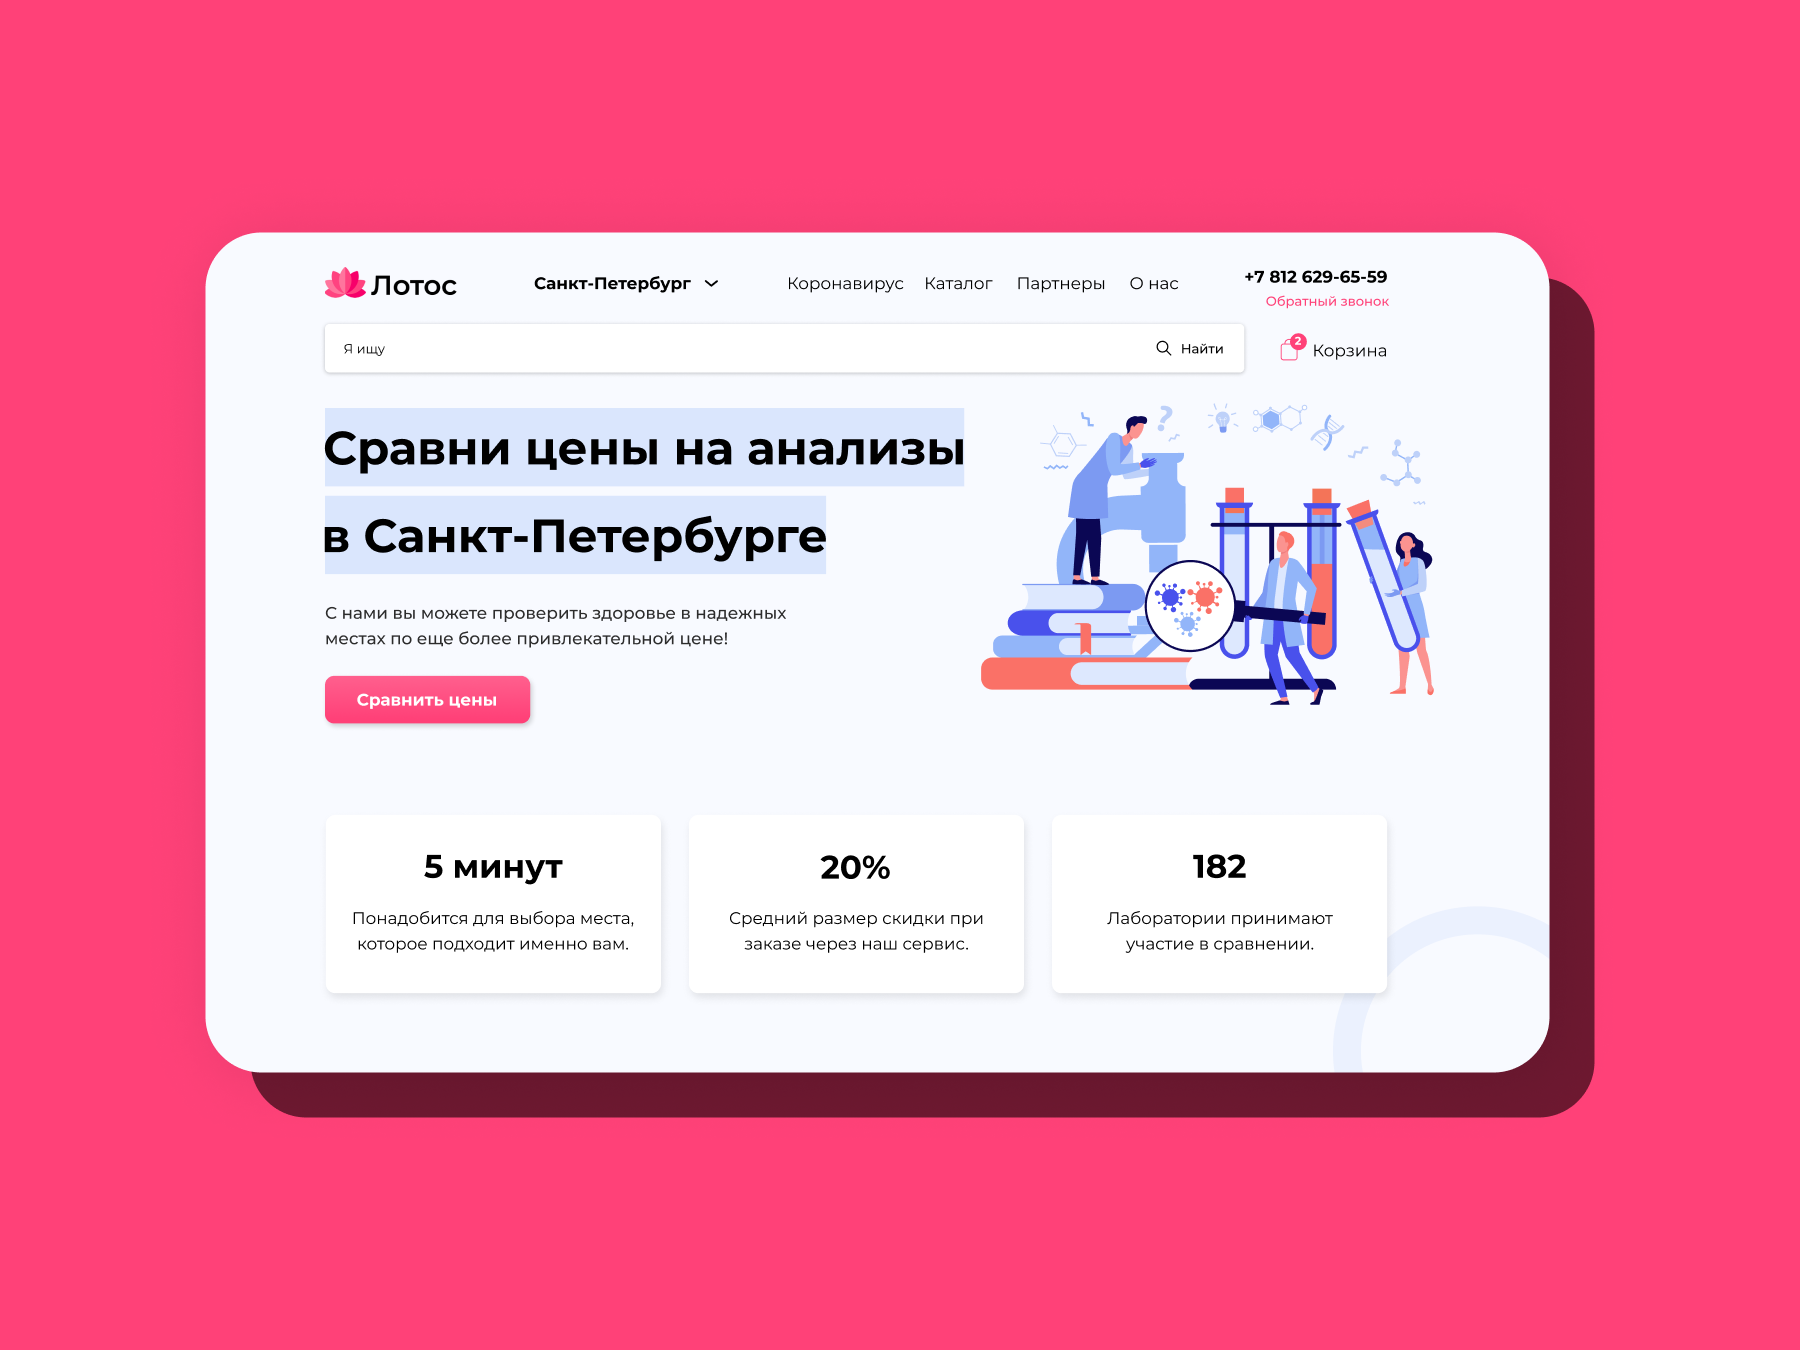 Лотос
Санкт-Петербург
Коронавирус Каталог Партнеры О нас
+7 812 629-65-59
Обратный звонок
Я ищу
Найти
2
Корзина
Сравни цены на анализы
в Санкт-Петербурге
?
С нами вы можете проверить здоровье в надежных
местах по еще более привлекательной цене!
Сравнить цены
5 минут
Понадобится для выбора места,
которое подходит именно вам.
20%
Средний размер скидки при
заказе через наш сервис.
182
Лаборатории принимают
участие в сравнении.